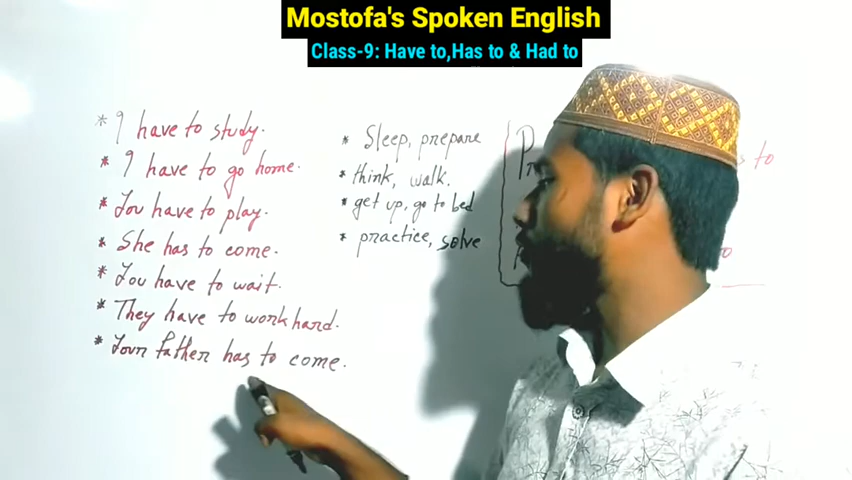 Mostofa's Spoken English
Class-9: Have to,Has to & Had to
* I have to study.
* I have to go home.
* You have to play.
* She has to come.
* You have to wait.
* They have to work hard.
* Your father has to come.
* Sleep, prepare
* think, walk.
* get up, go to bed
* practice, solve
to